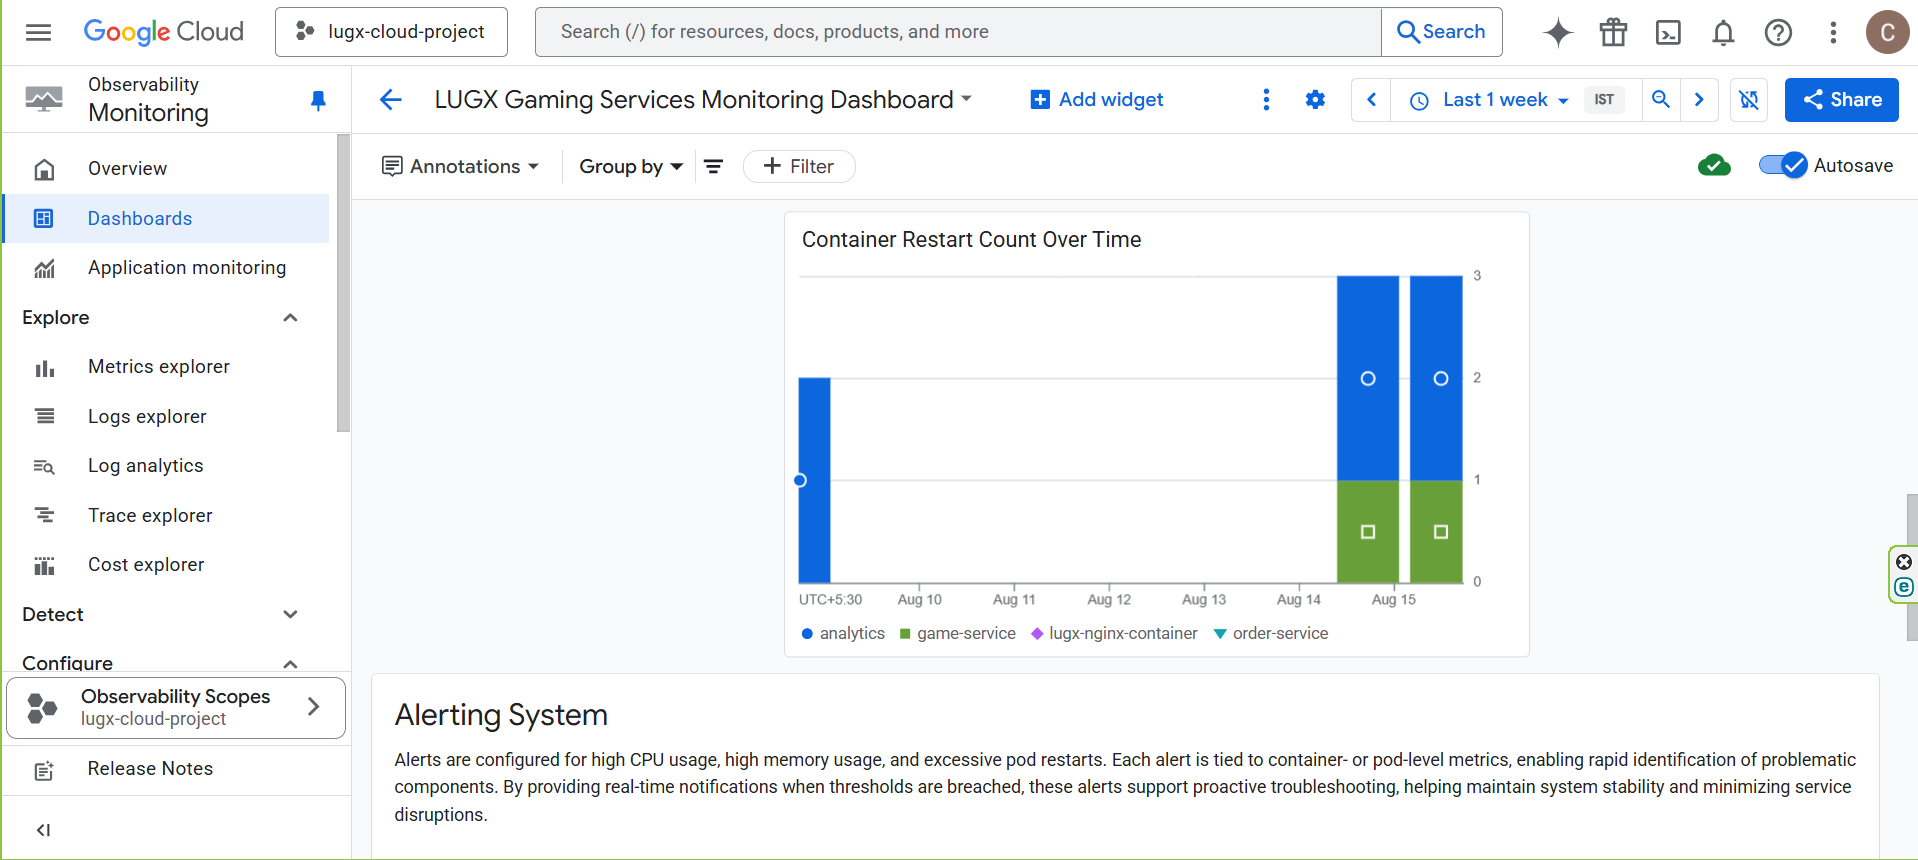 Google Cloud
lugx-cloud-project
Search (/) for resources, docs, products, and more
Search
C
Observability
Monitoring
LUGX Gaming Services Monitoring Dashboard
Add widget
Last 1 week
IST
Share
Annotations
Group by
Filter
Autosave
Overview
Dashboards
Application monitoring
Explore
Metrics explorer
Logs explorer
Log analytics
Trace explorer
Cost explorer
Detect
Configure
Observability Scopes
lugx-cloud-project
Release Notes
Container Restart Count Over Time
3
2
1
0
UTC+5:30 Aug 10 Aug 11 Aug 12 Aug 13 Aug 14 Aug 15
analytics game-service lugx-nginx-container order-service
Alerting System
Alerts are configured for high CPU usage, high memory usage, and excessive pod restarts. Each alert is tied to container- or pod-level metrics, enabling rapid identification of problematic
components. By providing real-time notifications when thresholds are breached, these alerts support proactive troubleshooting, helping maintain system stability and minimizing service
disruptions.